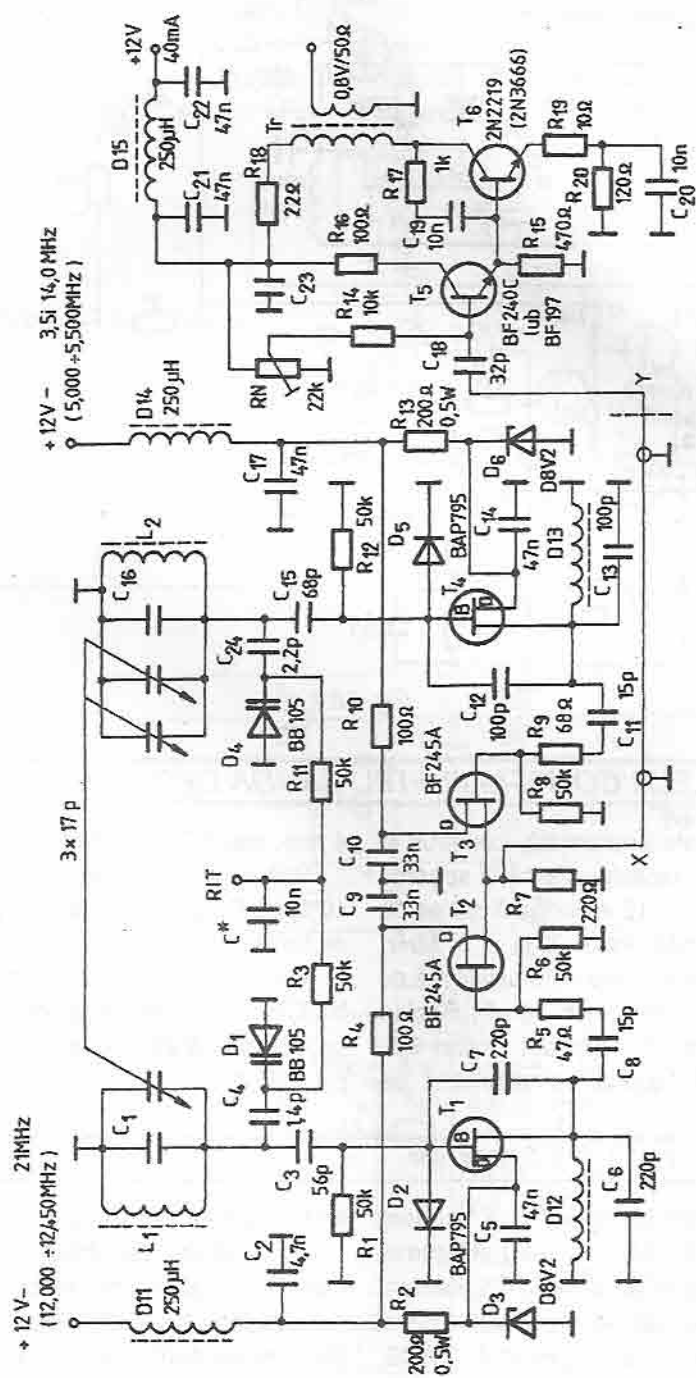 +12V – 21MHz
(12,000 ÷12,450MHz)
D11
250µH
L1
C1
C2
4,7n
C3
56p
C4
1,4p
D1
BB105
R1
50k
R2
200Ω
0,5W
D2
BAP795
D3
D8V2
C5
47n
T1
B
D
D12
C6
220p
C7
220p
R3
50k
R4
100Ω
R5
47Ω
C8
15p
R6
50k
BF245A
D
T2
C9
33n
R7
220Ω
3×17p
RIT
C*
10n
C10
33n
T3
D
BF245A
R8
50k
R9
68Ω
C11
15p
R10
100Ω
R11
50k
D4
BB105
C24
2,2p
C15
68p
C16
L2
R12
50k
C12
100p
T4
B
D
D5
BAP795
C14
47n
D13
C13
100p
X
Y
+12V – 3,5i 14,0MHz
(5,000÷5,500MHz)
D14
250µH
C17
47n
R13
200Ω
0,5W
D6
D8V2
RN
22k
C18
32p
R14
10k
C23
R16
100Ω
T5
BF240C
lub
BF197
R15
470Ω
C19
10n
R17
1k
R18
22Ω
Tr
0,8V/50Ω
T6
2N2219
(2N3666)
R19
10Ω
R20
120Ω
C20
10n
D15
250µH
C21
47n
C22
47n
+12V
40mA